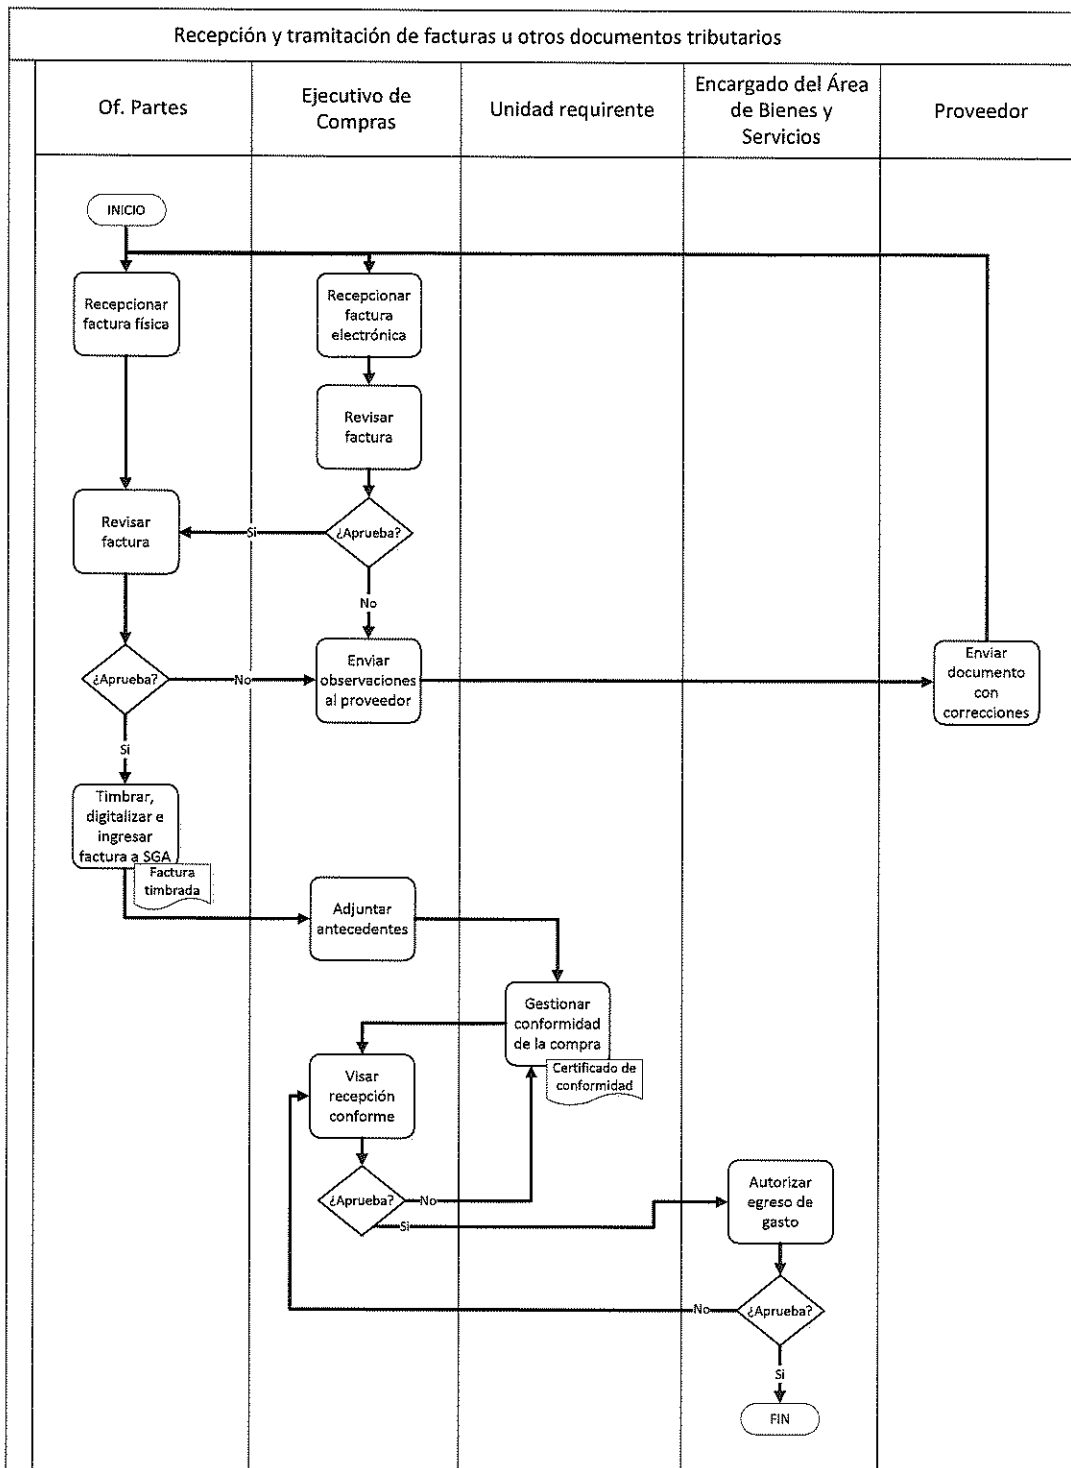 Recepción y tramitación de facturas u otros documentos tributarios
Of. Partes
Ejecutivo de
Compras
Unidad requirente
Encargado del Área
de Bienes y
Servicios
Proveedor
INICIO
Recepcionar
factura física
Recepcionar
factura
electrónica
Revisar
factura
Revisar
factura
Si
¿Aprueba?
No
¿Aprueba?
No
Enviar
observaciones
al proveedor
Enviar
documento
con
correcciones
Si
Timbrar,
digitalizar e
ingresar
factura a SGA
Factura
timbrada
Adjuntar
antecedentes
Gestionar
conformidad
de la compra
Certificado de
conformidad
Visar
recepción
conforme
¿Aprueba?
No
Si
Autorizar
egreso de
gasto
No
¿Aprueba?
Si
FIN